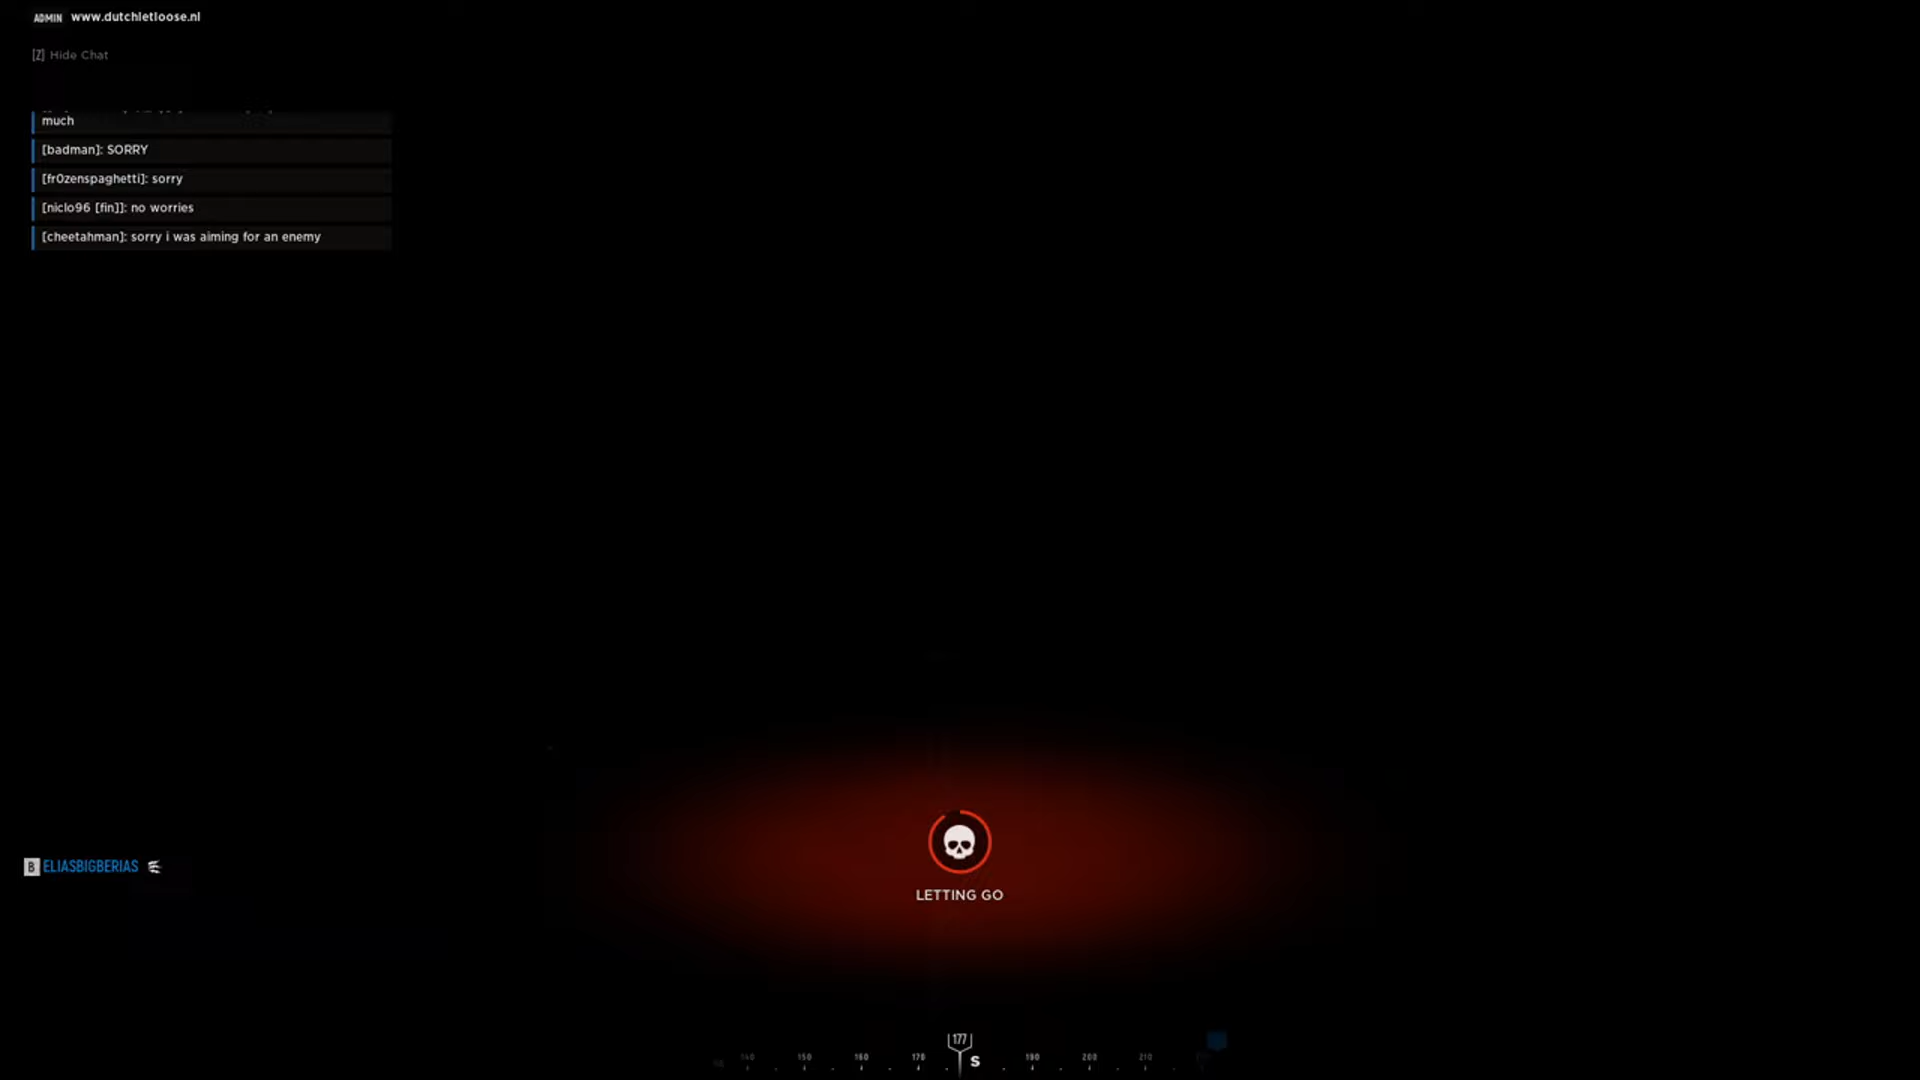 ADMIN www.dutchletloose.nl
[Z] Hide Chat
much
[badman]: SORRY
[fr0zenspaghetti]: sorry
[niclo96 [fin]]: no worries
[cheetahman]: sorry i was aiming for an enemy
B ELIASBIGBERIAS
LETTING GO
177
140 150 160 170 S 190 200 210